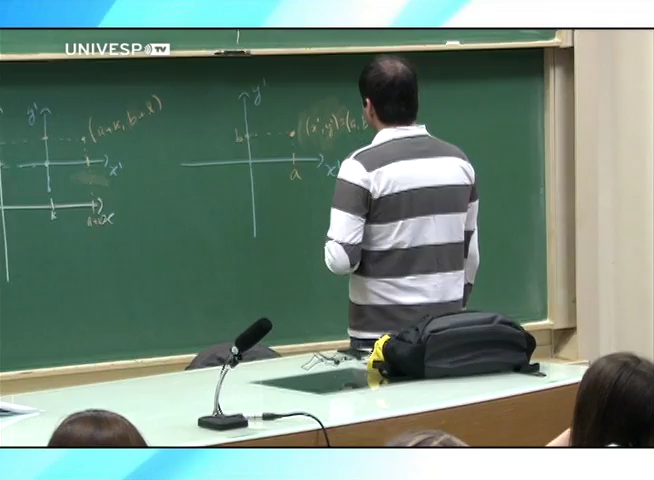 UNIVESP TV
y'
(a+k, b+l)
x'
k
a+k
x
y'
b
(x', y') = (a, b
x'
a